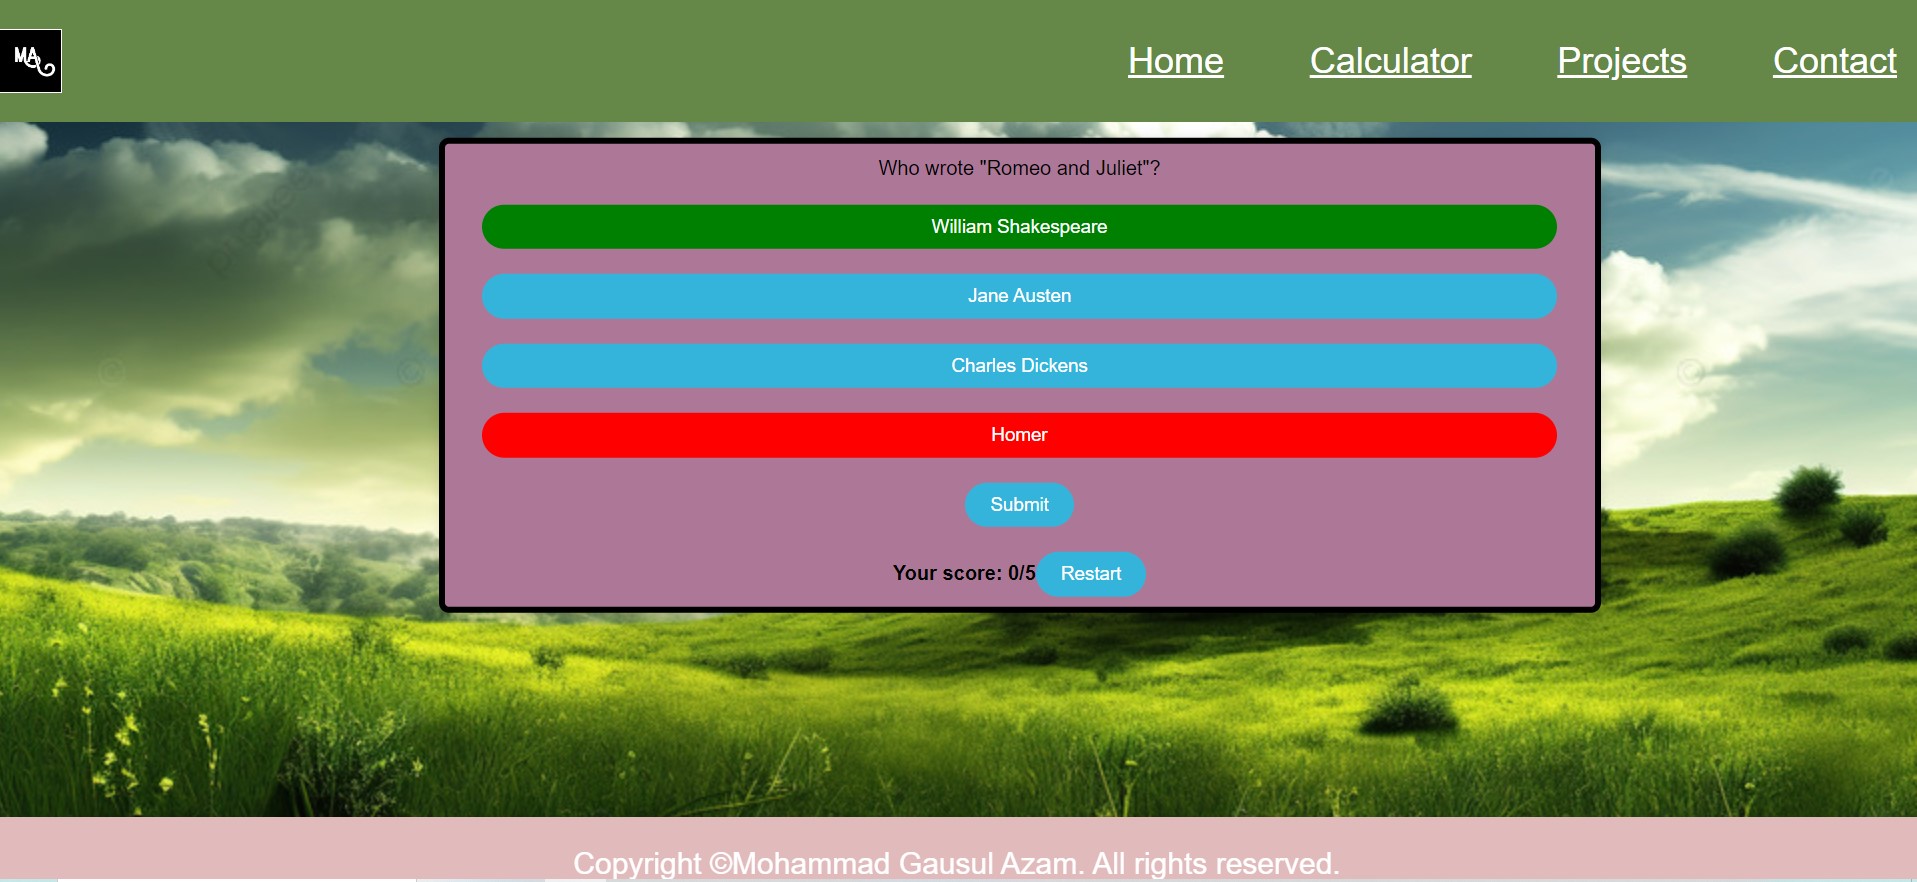 MA
Home Calculator Projects Contact
Who wrote "Romeo and Juliet"?
William Shakespeare
Jane Austen
Charles Dickens
Homer
Submit
Your score: 0/5 Restart
Copyright ©Mohammad Gausul Azam. All rights reserved.